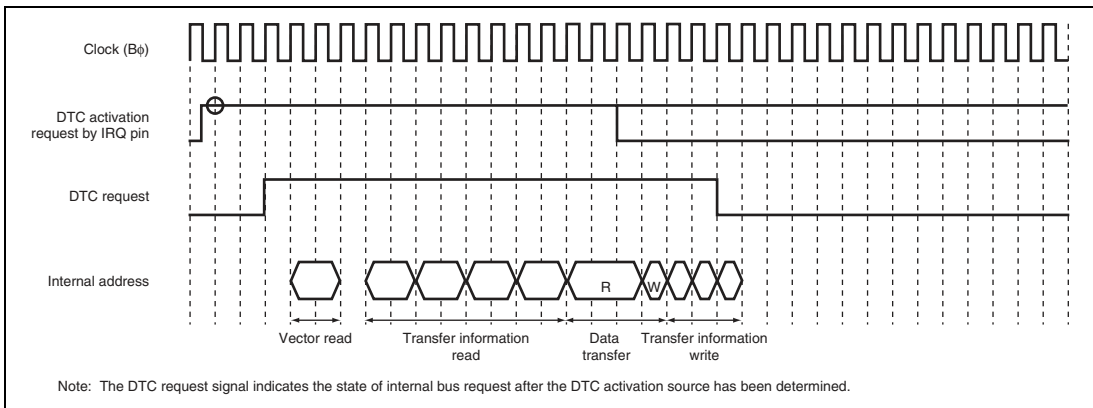 Clock (Bφ)
DTC activation
request by IRQ pin
DTC request
Internal address
R
W
Vector read
Transfer information
read
Data
transfer
Transfer information
write
Note: The DTC request signal indicates the state of internal bus request after the DTC activation source has been determined.